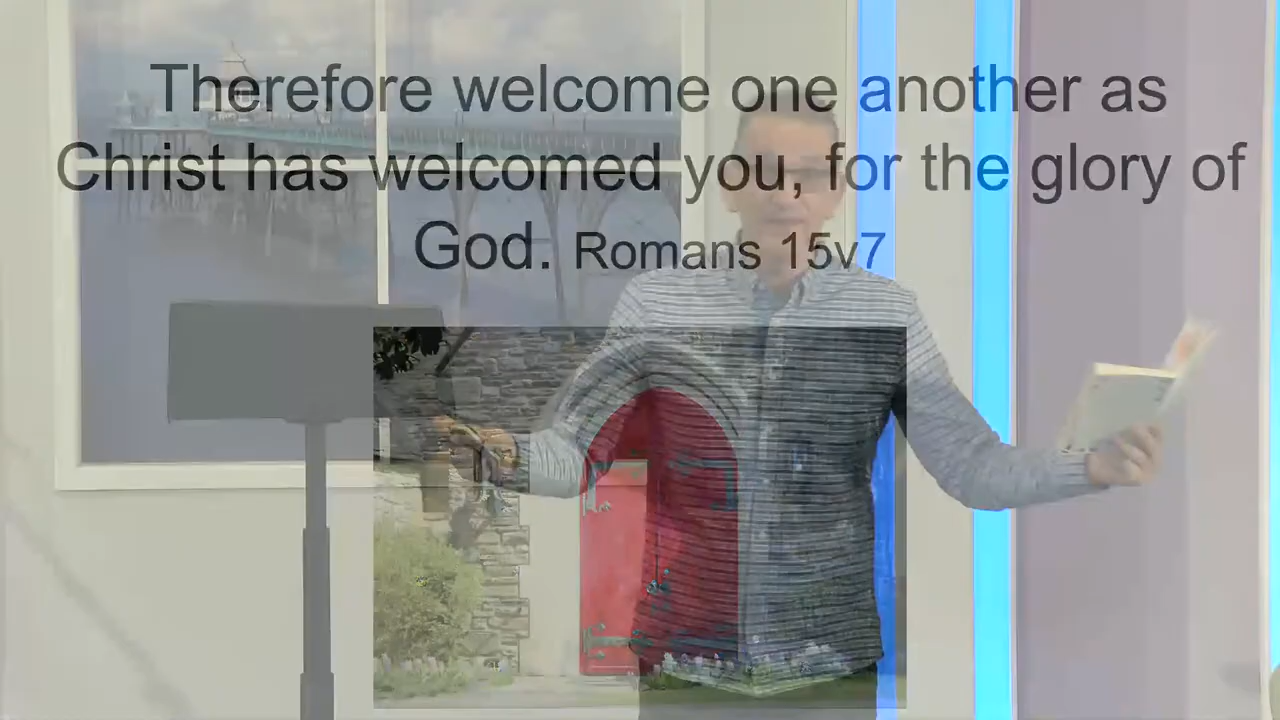 Therefore welcome one another as
Christ has welcomed you, for the glory of
God. Romans 15v7